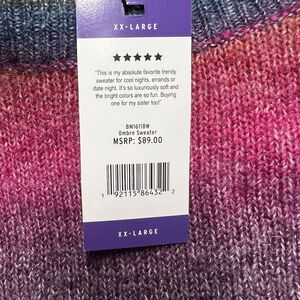 XX-LARGE
★★★★★
"This is my absolute favorite trendy
sweater for cool nights, errands or
date night. It's so luxuriously soft and
the bright colors are so fun. Buying
one for my sister too!"
BM1611BW
Ombre Sweater
MSRP: $89.00
1 92115 86432 2
XX-LARGE